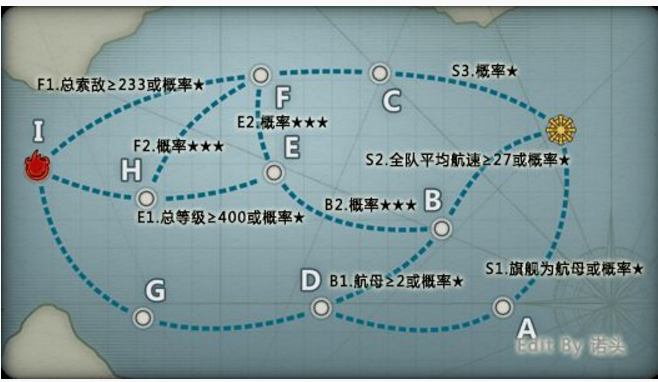 S3.概率★
F1.总索敌≥233或概率★
F
C
E2.概率★★★
I
F2.概率★★★
E
S2.全队平均航速≥27或概率★
H
E1.总等级≥400或概率★
B2.概率★★★
B
S1.旗舰为航母或概率★
D
B1.航母≥2或概率★
G
A
Edit By 诺头